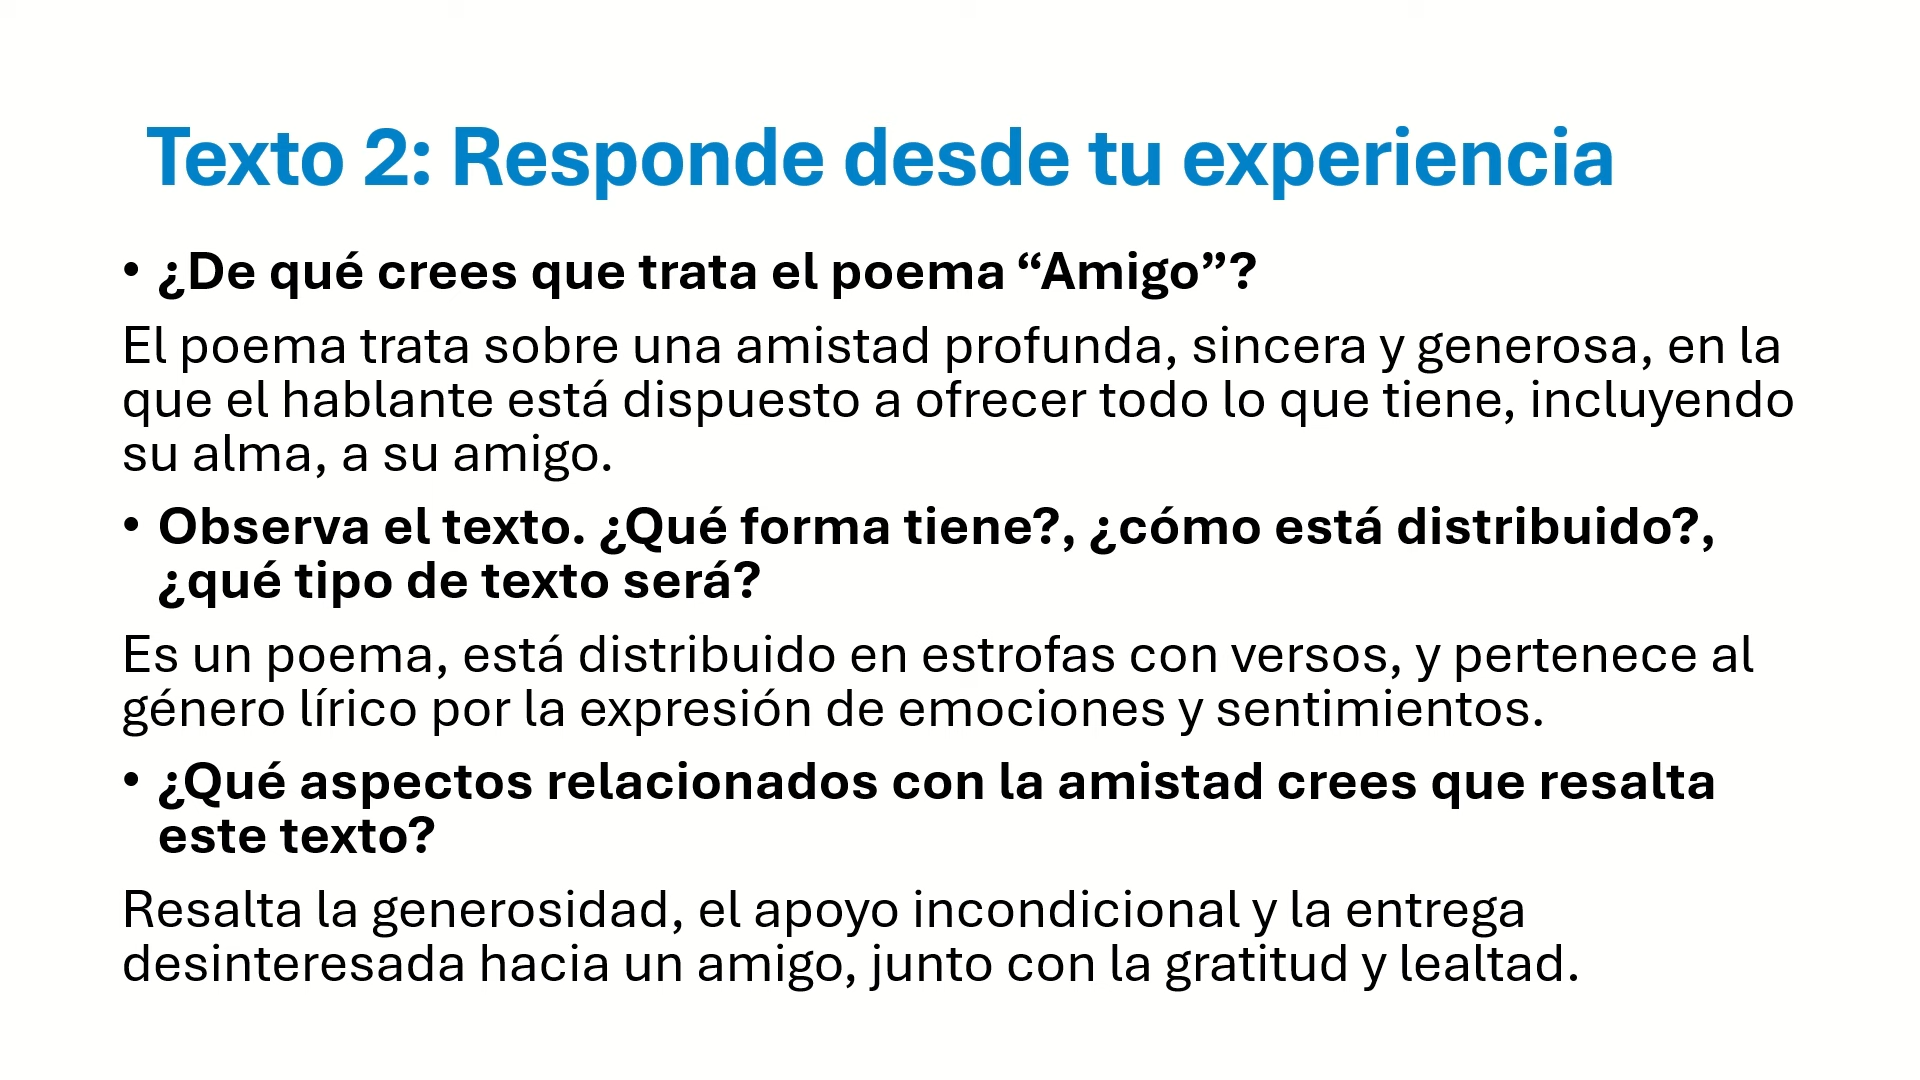 Texto 2: Responde desde tu experiencia
• ¿De qué crees que trata el poema “Amigo”?
El poema trata sobre una amistad profunda, sincera y generosa, en la
que el hablante está dispuesto a ofrecer todo lo que tiene, incluyendo
su alma, a su amigo.
• Observa el texto. ¿Qué forma tiene?, ¿cómo está distribuido?,
¿qué tipo de texto será?
Es un poema, está distribuido en estrofas con versos, y pertenece al
género lírico por la expresión de emociones y sentimientos.
• ¿Qué aspectos relacionados con la amistad crees que resalta
este texto?
Resalta la generosidad, el apoyo incondicional y la entrega
desinteresada hacia un amigo, junto con la gratitud y lealtad.